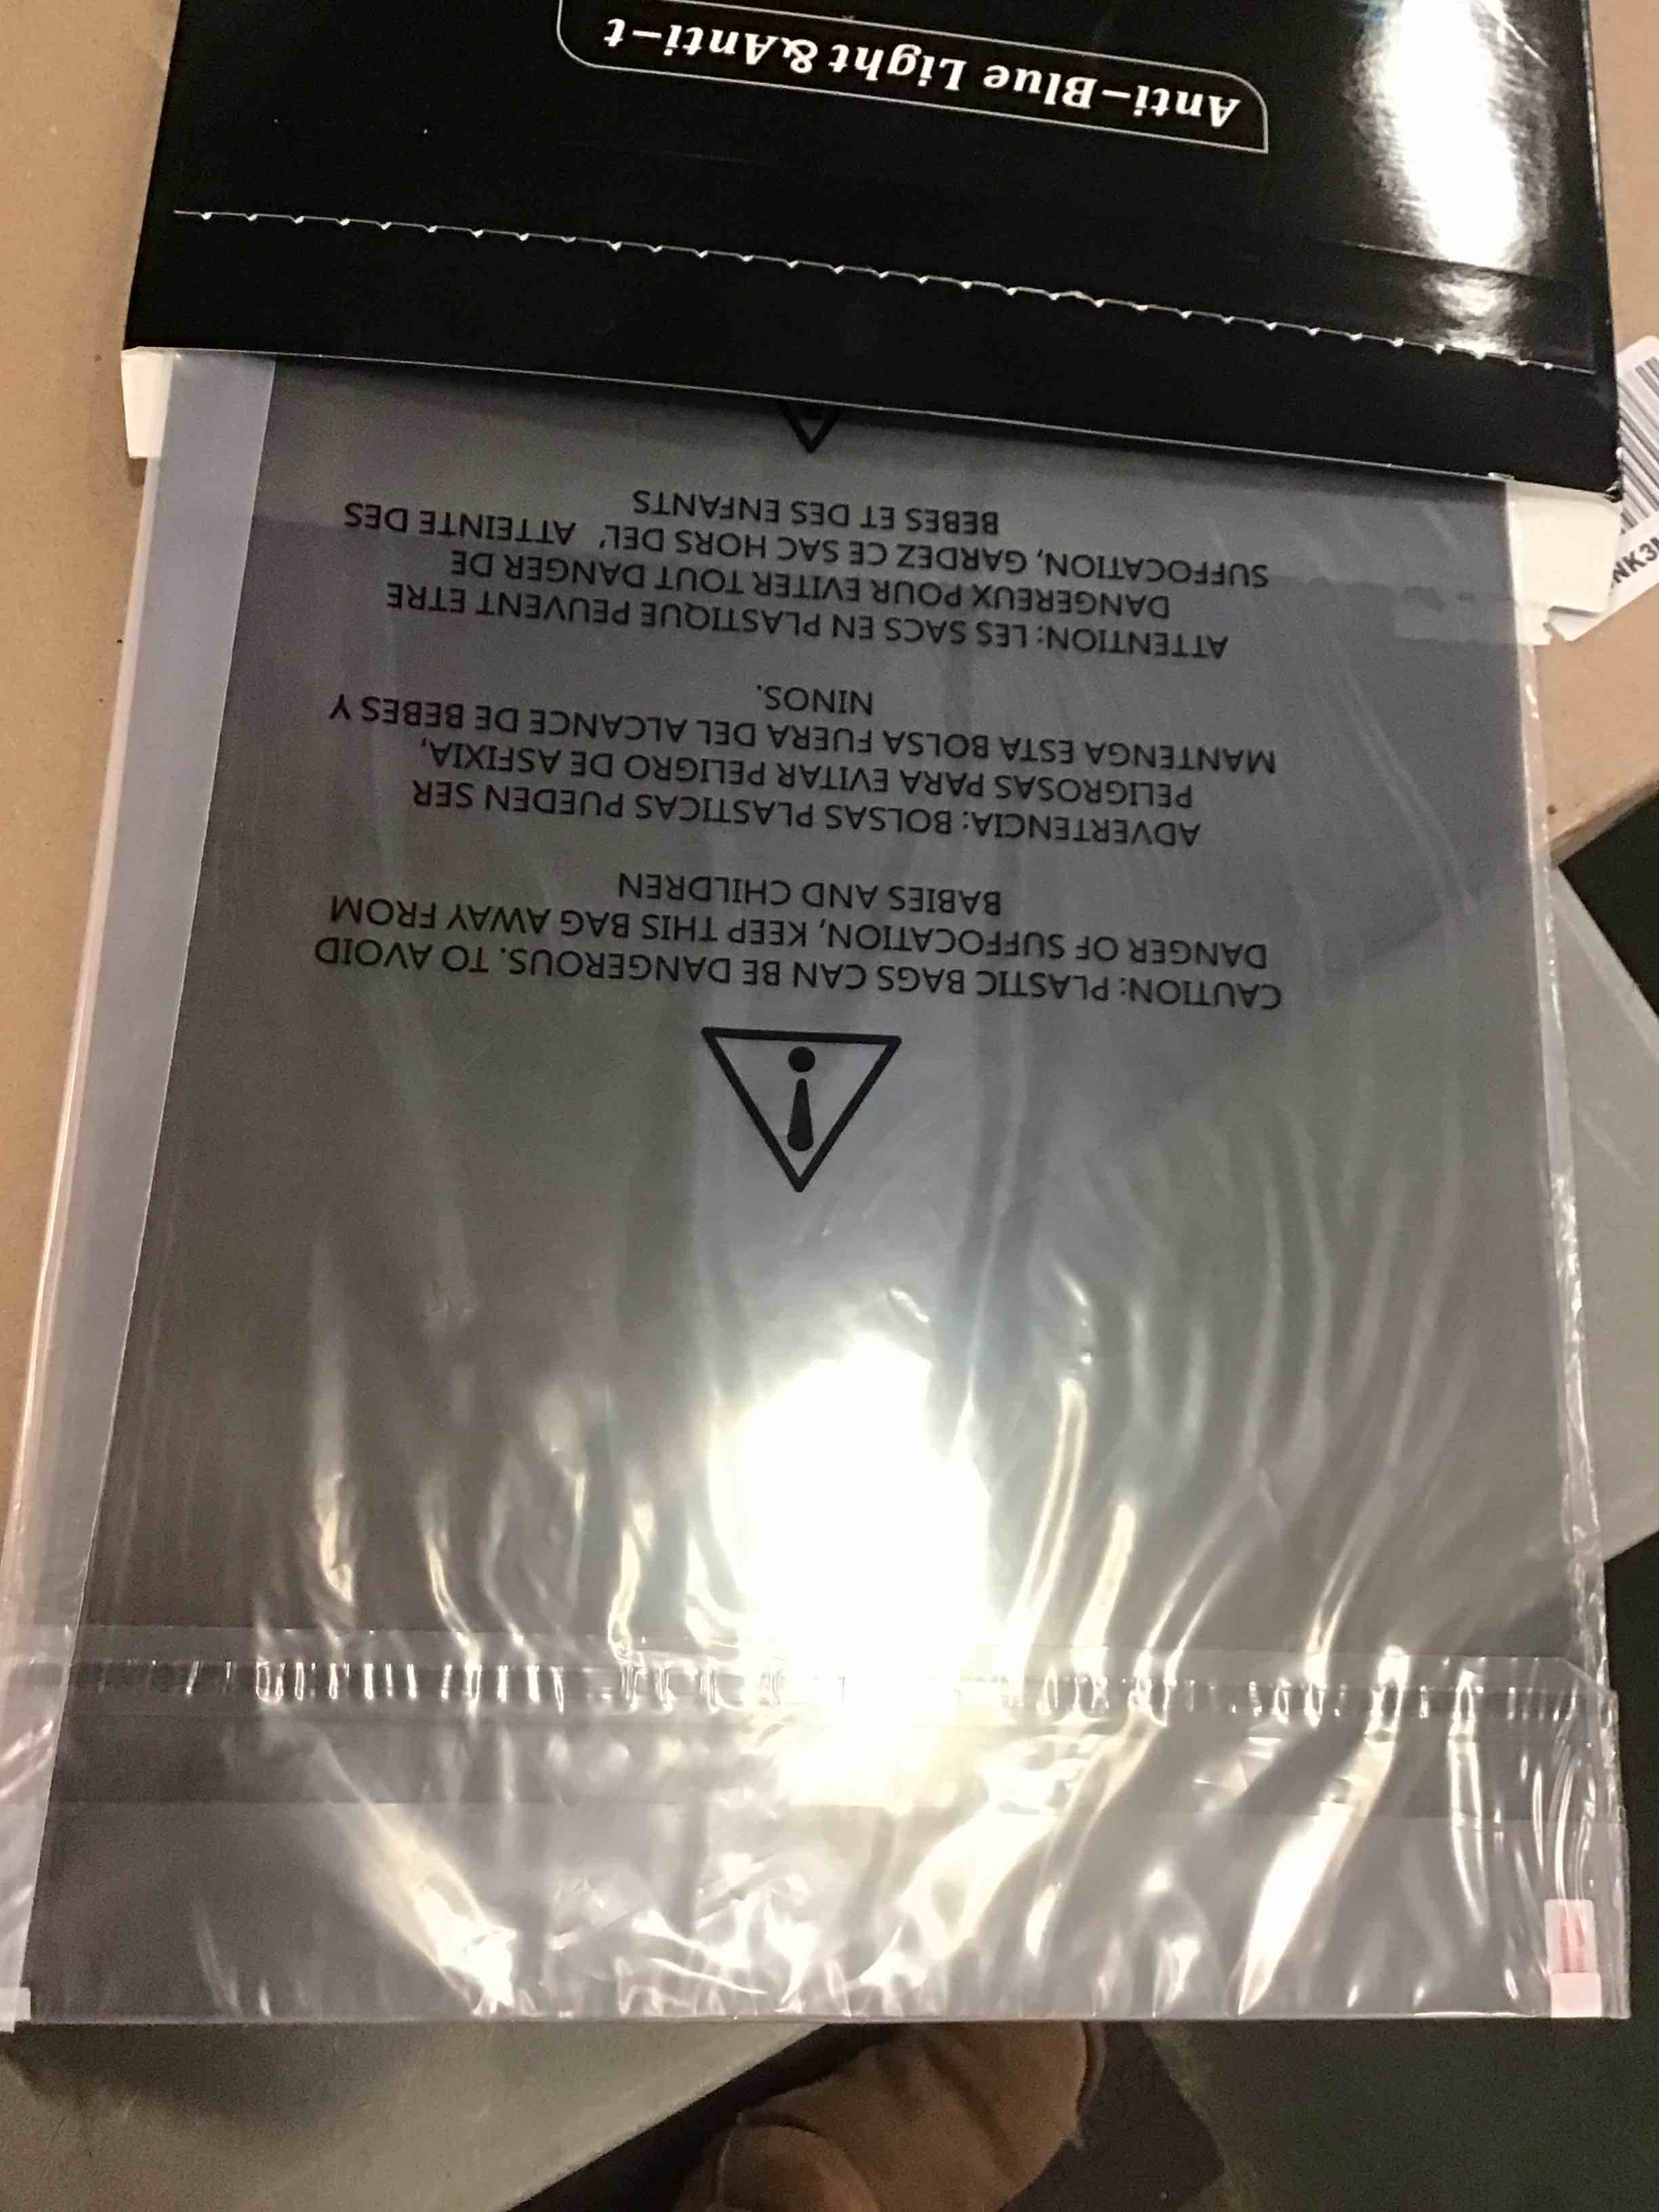 CAUTION: PLASTIC BAGS CAN BE DANGEROUS. TO AVOID
DANGER OF SUFFOCATION, KEEP THIS BAG AWAY FROM
BABIES AND CHILDREN
ADVERTENCIA: BOLSAS PLASTICAS PUEDEN SER
PELIGROSAS PARA EVITAR PELIGRO DE ASFIXIA,
MANTENGA ESTA BOLSA FUERA DEL ALCANCE DE BEBES Y
NINOS.
ATTENTION: LES SACS EN PLASTIQUE PEUVENT ETRE
DANGEREUX POUR EVITER TOUT DANGER DE
SUFFOCATION, GARDEZ CE SAC HORS DEL' ATTEINTE DES
BEBES ET DES ENFANTS
Anti-Blue Light &Anti-t